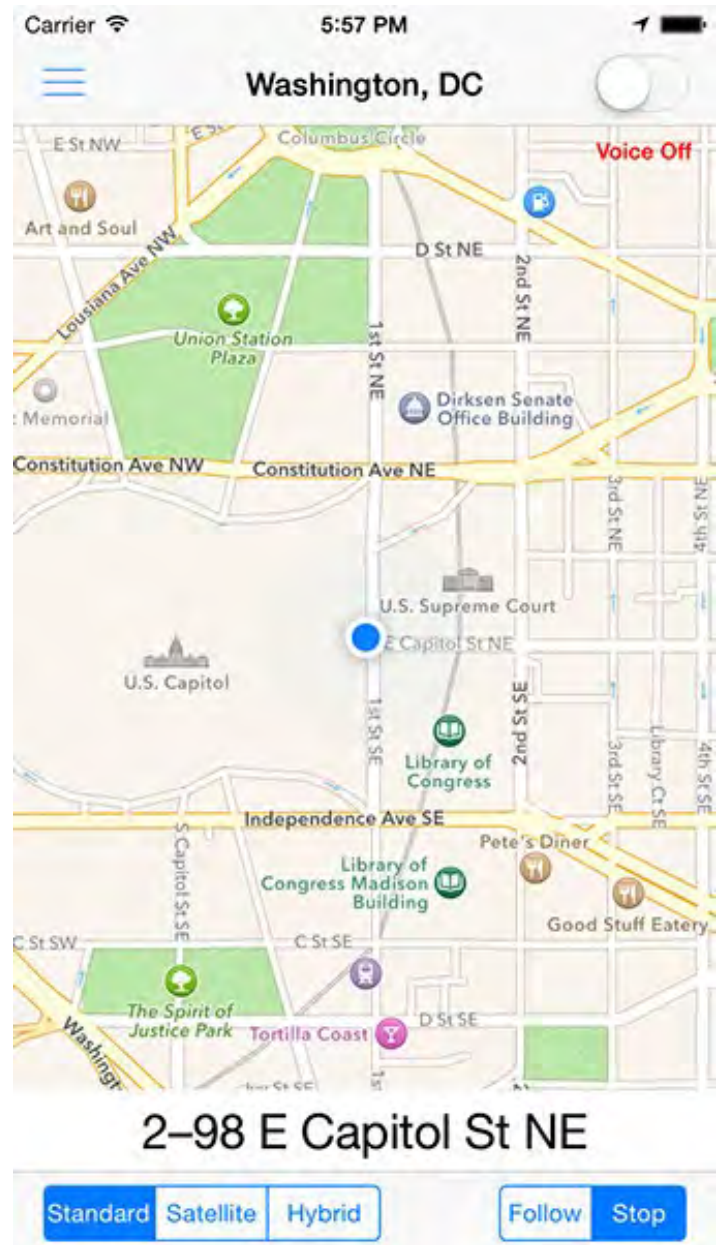 Carrier
5:57 PM
Washington, DC
Voice Off
E St NW
Columbus Circle
Art and Soul
D St NE
2nd St NE
Lousiana Ave NW
Union Station
Plaza
1st St NE
Dirksen Senate
Office Building
Memorial
Constitution Ave NW
Constitution Ave NE
3rd St NE
4th St NE
U.S. Supreme Court
E Capitol St NE
U.S. Capitol
1st St SE
2nd St SE
Library of
Congress
3rd St SE
Library Ct SE
4th St SE
Independence Ave SE
S Capitol St SE
Pete's Diner
Library of
Congress Madison
Building
Good Stuff Eatery
C St SW
C St SE
The Spirit of
Justice Park
Tortilla Coast
D St SE
Washingt
1st
2–98 E Capitol St NE
Standard
Satellite
Hybrid
Follow
Stop